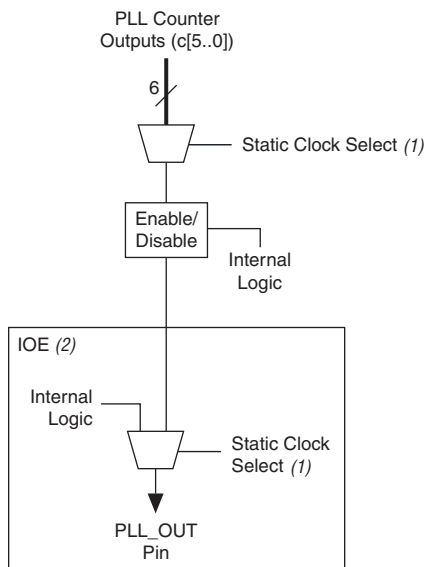 PLL Counter
Outputs (c[5..0])
6
Static Clock Select (1)
Enable/
Disable
Internal
Logic
IOE (2)
Internal
Logic
Static Clock
Select (1)
PLL_OUT
Pin